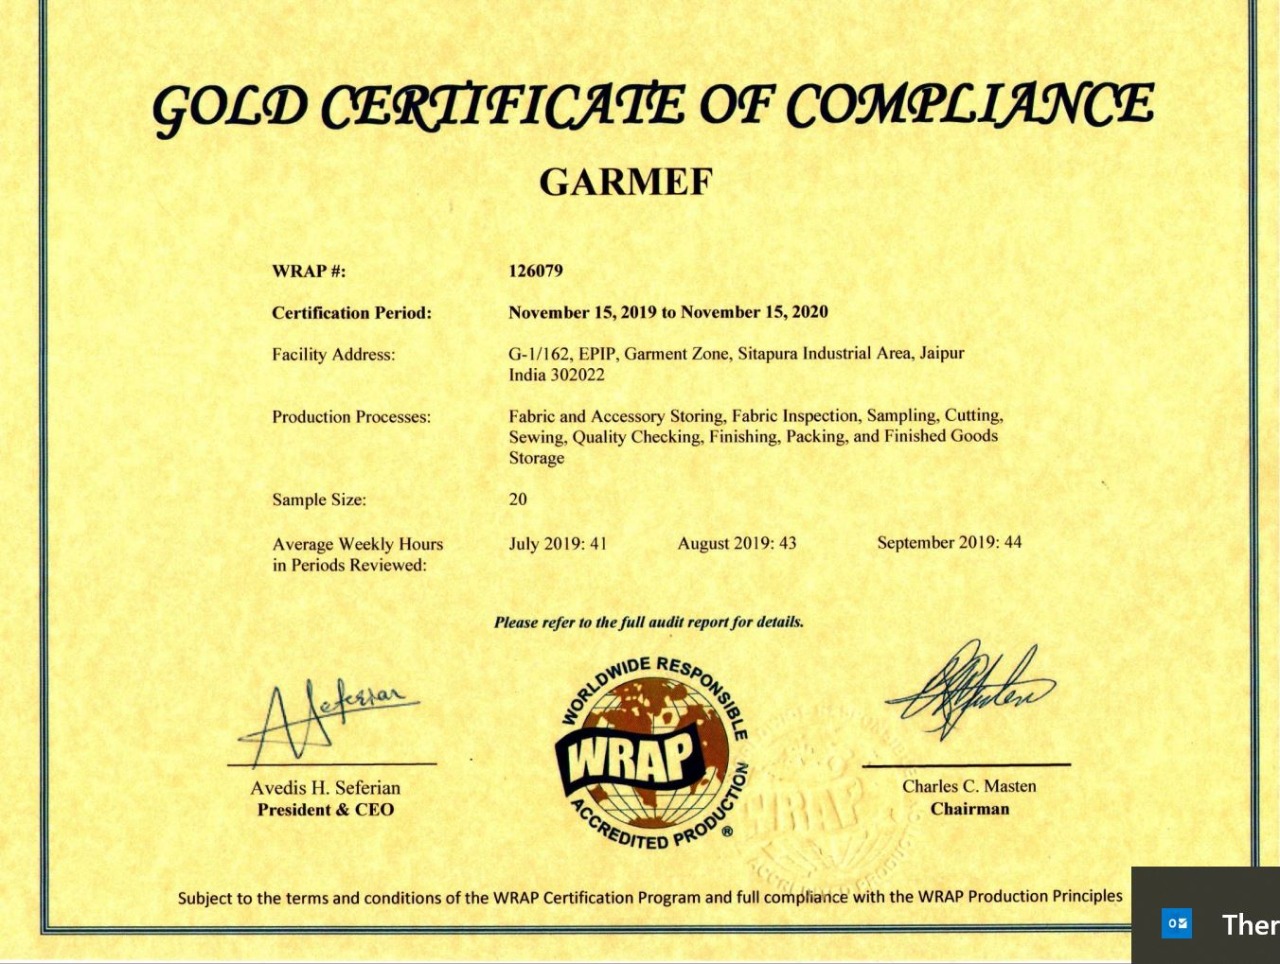 GOLD CERTIFICATE OF COMPLIANCE
GARMEF
WRAP #: 126079
Certification Period: November 15, 2019 to November 15, 2020
Facility Address: G-1/162, EPIP, Garment Zone, Sitapura Industrial Area, Jaipur
India 302022
Production Processes: Fabric and Accessory Storing, Fabric Inspection, Sampling, Cutting,
Sewing, Quality Checking, Finishing, Packing, and Finished Goods
Storage
Sample Size: 20
Average Weekly Hours July 2019: 41 August 2019: 43 September 2019: 44
in Periods Reviewed:
Please refer to the full audit report for details.
WORLDWIDE RESPONSIBLE
WRAP
ACCREDITED PRODUCTION ®
WRAP
Avedis H. Seferian
President & CEO
Charles C. Masten
Chairman
Subject to the terms and conditions of the WRAP Certification Program and full compliance with the WRAP Production Principles
Ther